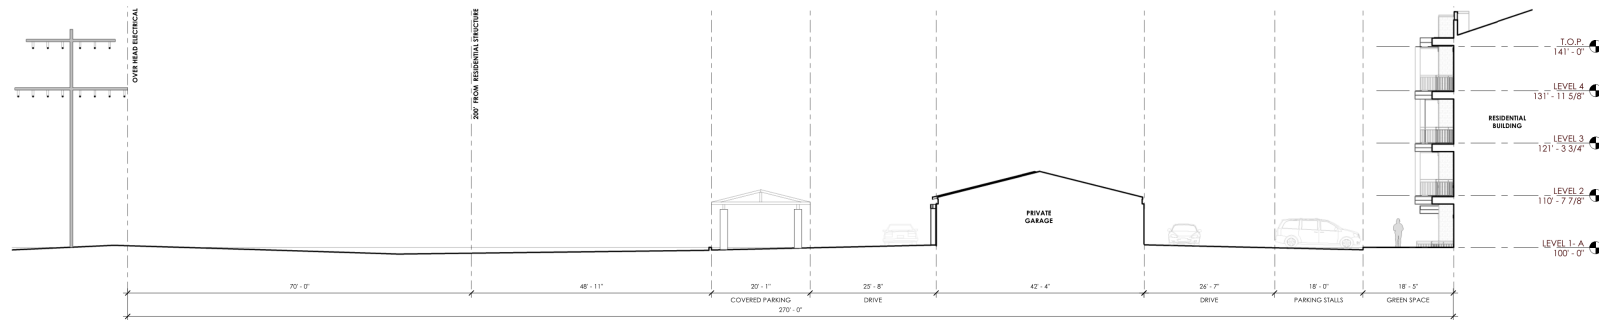 OVER HEAD ELECTRICAL
200' FROM RESIDENTIAL STRUCTURE
T.O.P.
141' - 0"
LEVEL 4
131' - 11 5/8"
RESIDENTIAL
BUILDING
LEVEL 3
121' - 3 3/4"
LEVEL 2
110' - 7 7/8"
PRIVATE
GARAGE
LEVEL 1- A
100' - 0"
70' - 0"
48' - 11"
20' - 1"
25' - 8"
42' - 4"
26' - 7"
18' - 0"
18' - 5"
COVERED PARKING
DRIVE
DRIVE
PARKING STALLS
GREEN SPACE
270' - 0"